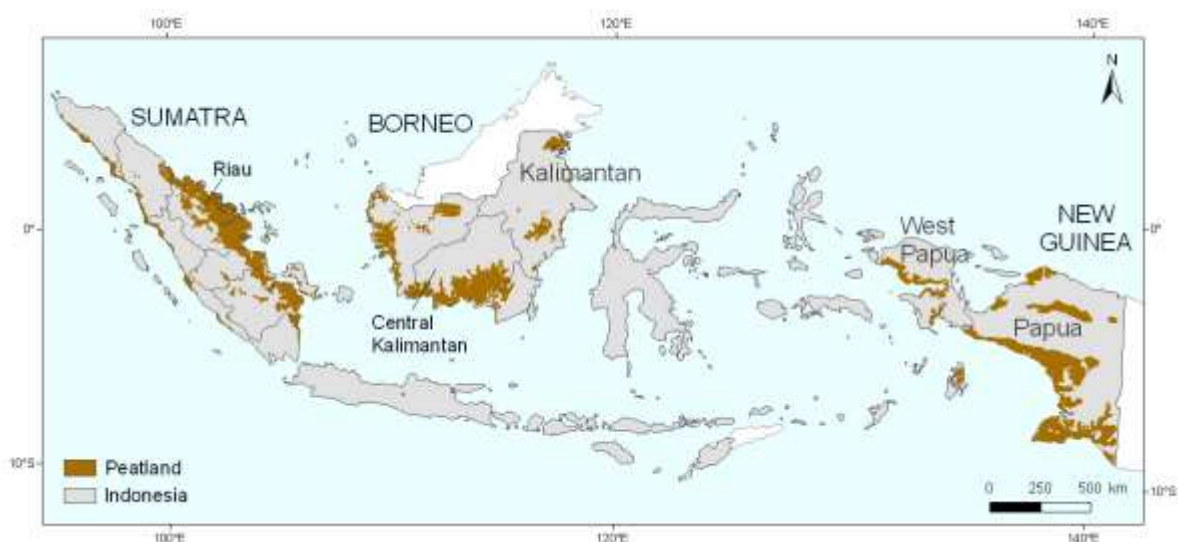 100°E
120°E
140°E
N
SUMATRA
BORNEO
Riau
Kalimantan
0°
West
Papua
NEW
GUINEA
0°
Central
Kalimantan
Papua
10°S
Peatland
Indonesia
0 250 500 km
10°S
100°E
120°E
140°E